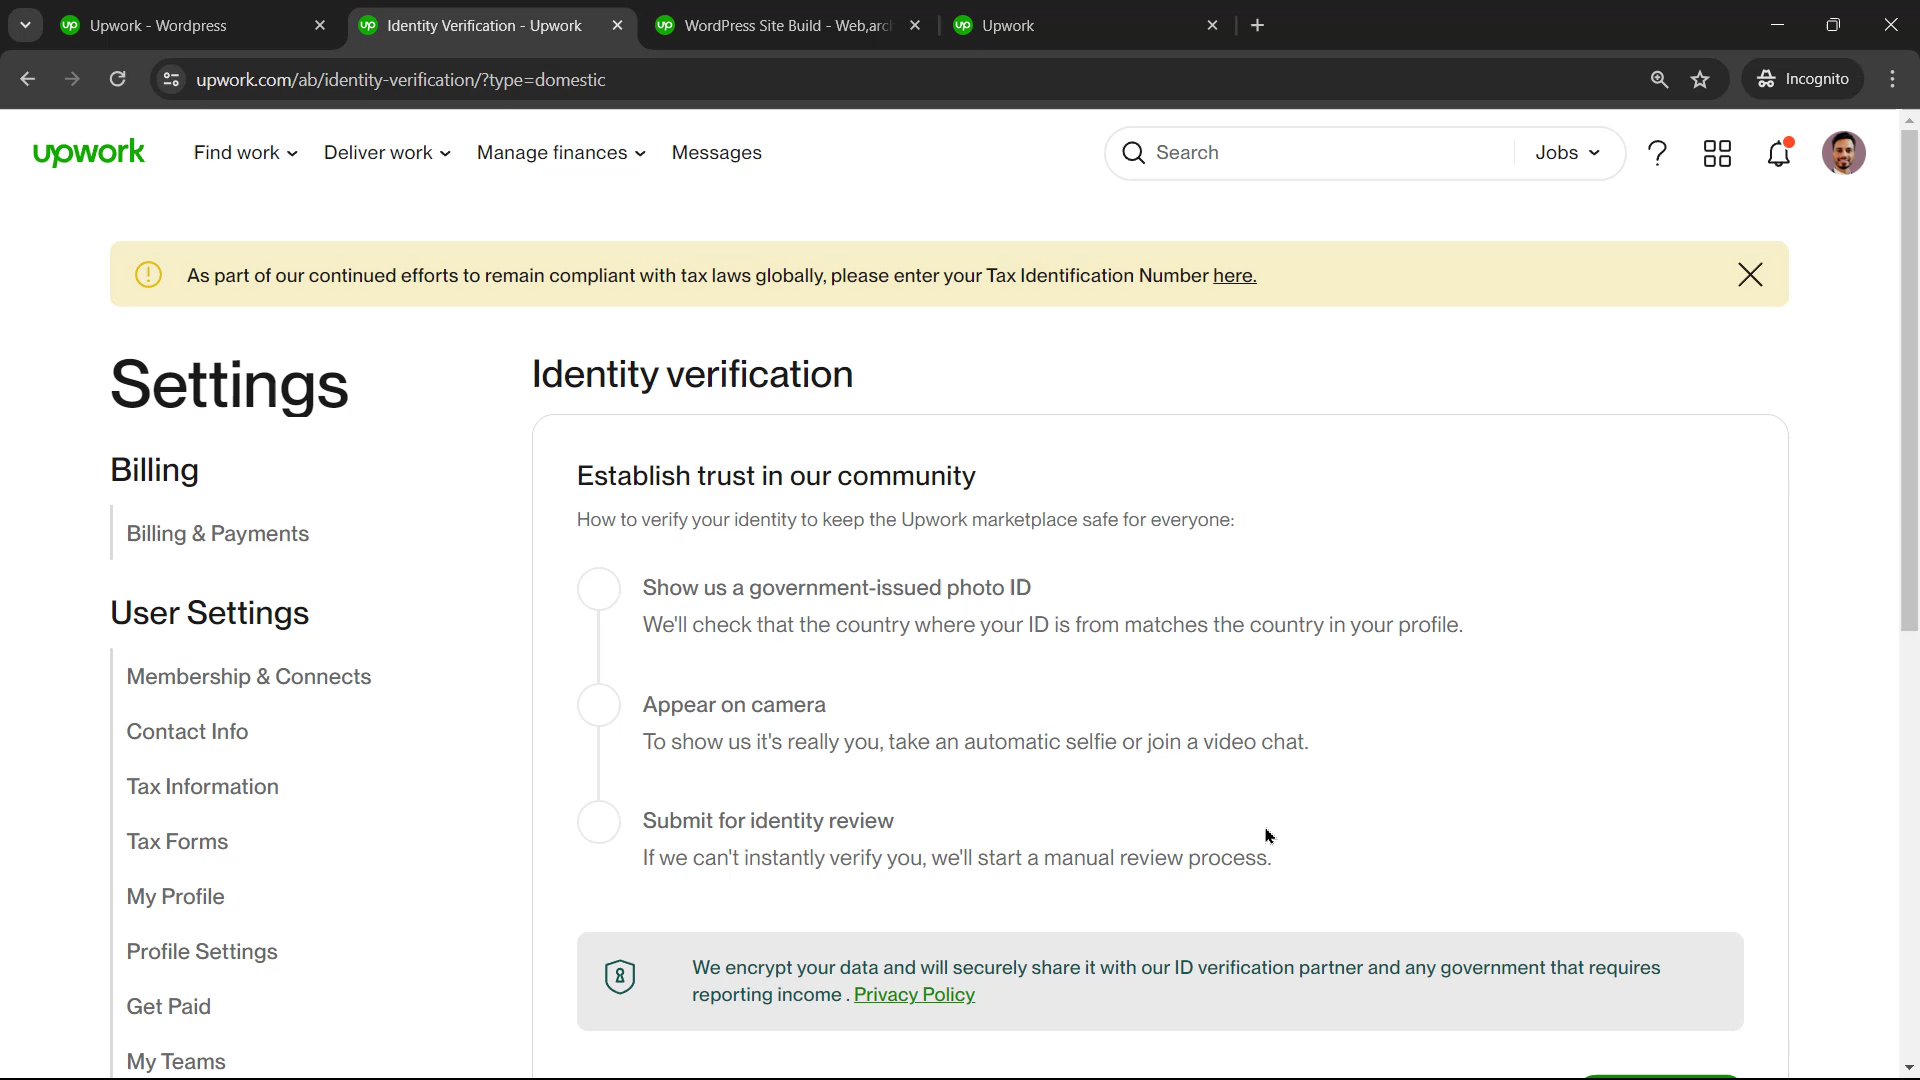 Upwork - Wordpress
Identity Verification - Upwork
WordPress Site Build - Web,arc
Upwork
upwork.com/ab/identity-verification/?type=domestic
Incognito
upwork
Find work
Deliver work
Manage finances
Messages
Search
Jobs
As part of our continued efforts to remain compliant with tax laws globally, please enter your Tax Identification Number here.
Settings
Identity verification
Billing
Billing & Payments
User Settings
Membership & Connects
Contact Info
Tax Information
Tax Forms
My Profile
Profile Settings
Get Paid
My Teams
Establish trust in our community
How to verify your identity to keep the Upwork marketplace safe for everyone:
Show us a government-issued photo ID
We'll check that the country where your ID is from matches the country in your profile.
Appear on camera
To show us it's really you, take an automatic selfie or join a video chat.
Submit for identity review
If we can't instantly verify you, we'll start a manual review process.
We encrypt your data and will securely share it with our ID verification partner and any government that requires
reporting income . Privacy Policy